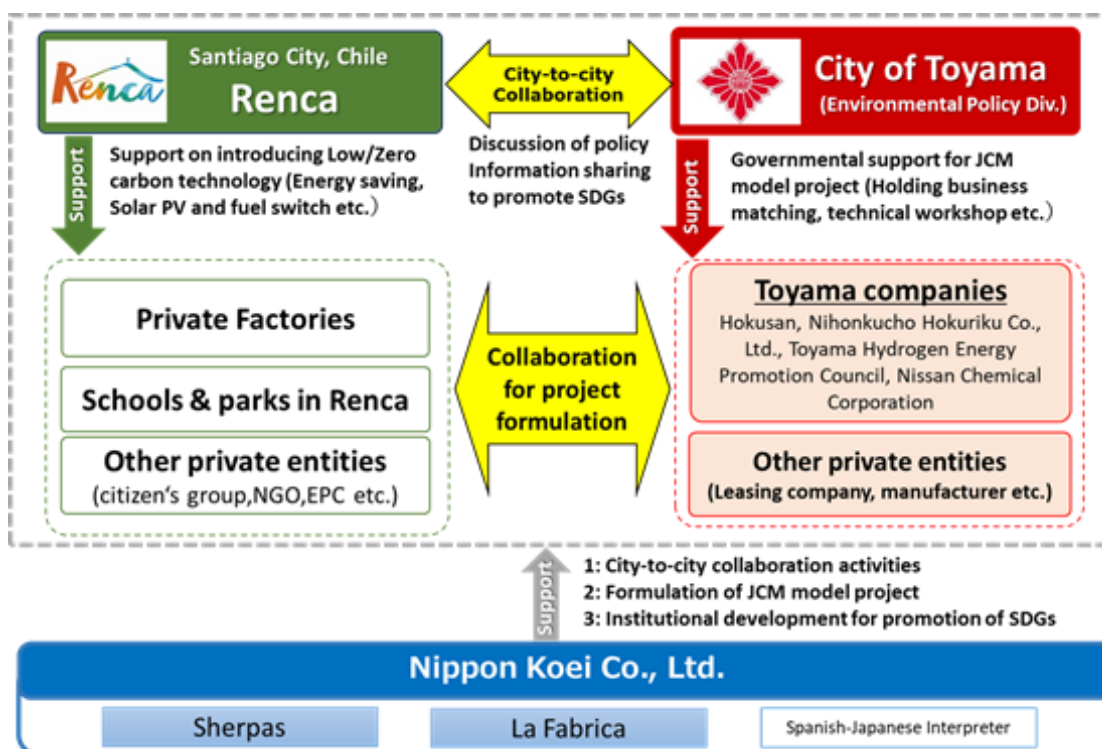 Renca
Santiago City, Chile
Renca
City-to-city
Collaboration
City of Toyama
(Environmental Policy Div.)
Support
Support on introducing Low/Zero
carbon technology (Energy saving,
Solar PV and fuel switch etc.）
Discussion of policy
Information sharing
to promote SDGs
Support
Governmental support for JCM
model project (Holding business
matching, technical workshop etc.）
Private Factories
Schools & parks in Renca
Other private entities
(citizen's group,NGO,EPC etc.)
Collaboration
for project
formulation
Toyama companies
Hokusan, Nihonkucho Hokuriku Co.,
Ltd., Toyama Hydrogen Energy
Promotion Council, Nissan Chemical
Corporation
Other private entities
(Leasing company, manufacturer etc.)
Support
1: City-to-city collaboration activities
2: Formulation of JCM model project
3: Institutional development for promotion of SDGs
Nippon Koei Co., Ltd.
Sherpas
La Fabrica
Spanish-Japanese Interpreter